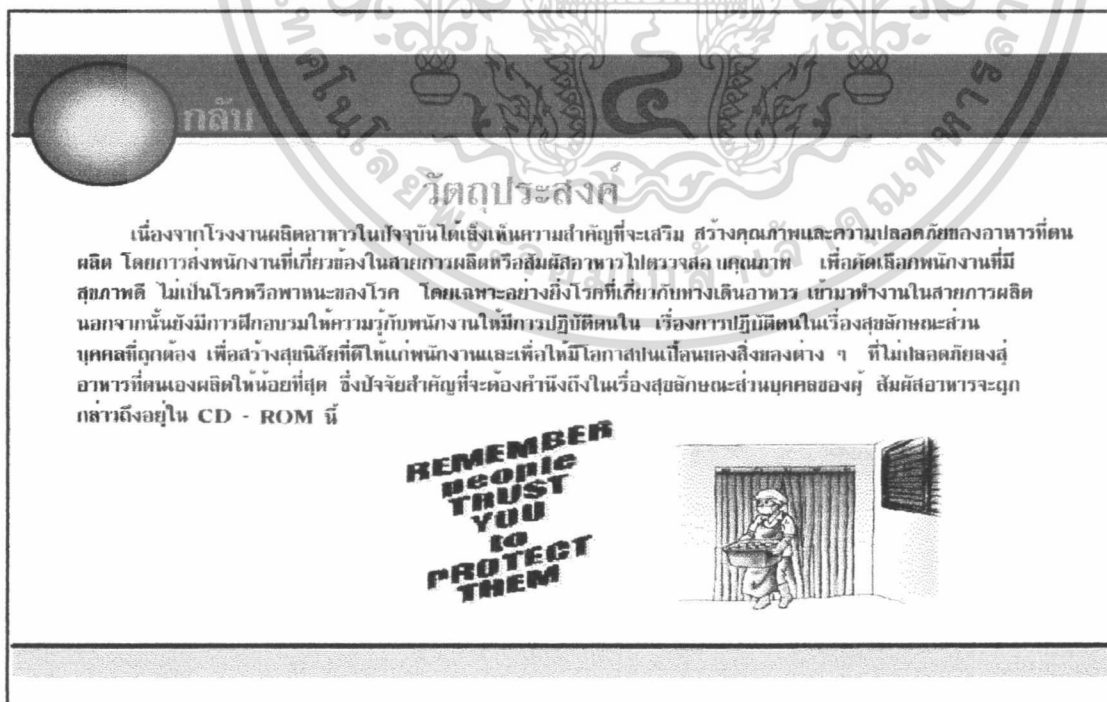 กลับ
วัตถุประสงค์
เนื่องจากโรงงานผลิตอาหารในปัจจุบันได้เล็งเห็นความสำคัญที่จะเสริม สร้างคุณภาพและความปลอดภัยของอาหารที่ตน
ผลิต โดยการส่งพนักงานที่เกี่ยวข้องในสายการผลิตหรือสัมผัสอาหารไปตรวจสอ บคุณภาพ เพื่อคัดเลือกพนักงานที่มี
สุขภาพดี ไม่เป็นโรคหรือพาหนะของโรค โดยเฉพาะอย่างยิ่งโรคที่เกี่ยวกับทางเดินอาหาร เข้ามาทำงานในสายการผลิต
นอกจากนั้นยังมีการฝึกอบรมให้ความรู้กับพนักงานให้มีการปฏิบัติตนใน เรื่องการปฏิบัติตนในเรื่องสุขลักษณะส่วน
บุคคลที่ถูกต้อง เพื่อสร้างสุขนิสัยที่ดีให้แก่พนักงานและเพื่อให้มีโอกาสปนเปื้อนของสิ่งของต่าง ๆ ที่ไม่ปลอดภัยลงสู่
อาหารที่ตนเองผลิตให้น้อยที่สุด ซึ่งปัจจัยสำคัญที่จะต้องคำนึงถึงในเรื่องสุขลักษณะส่วนบุคคลของผู้ สัมผัสอาหารจะถูก
กล่าวถึงอยู่ใน CD - ROM นี้
REMEMBER
people
TRUST
YOU
to
PROTECT
THEM